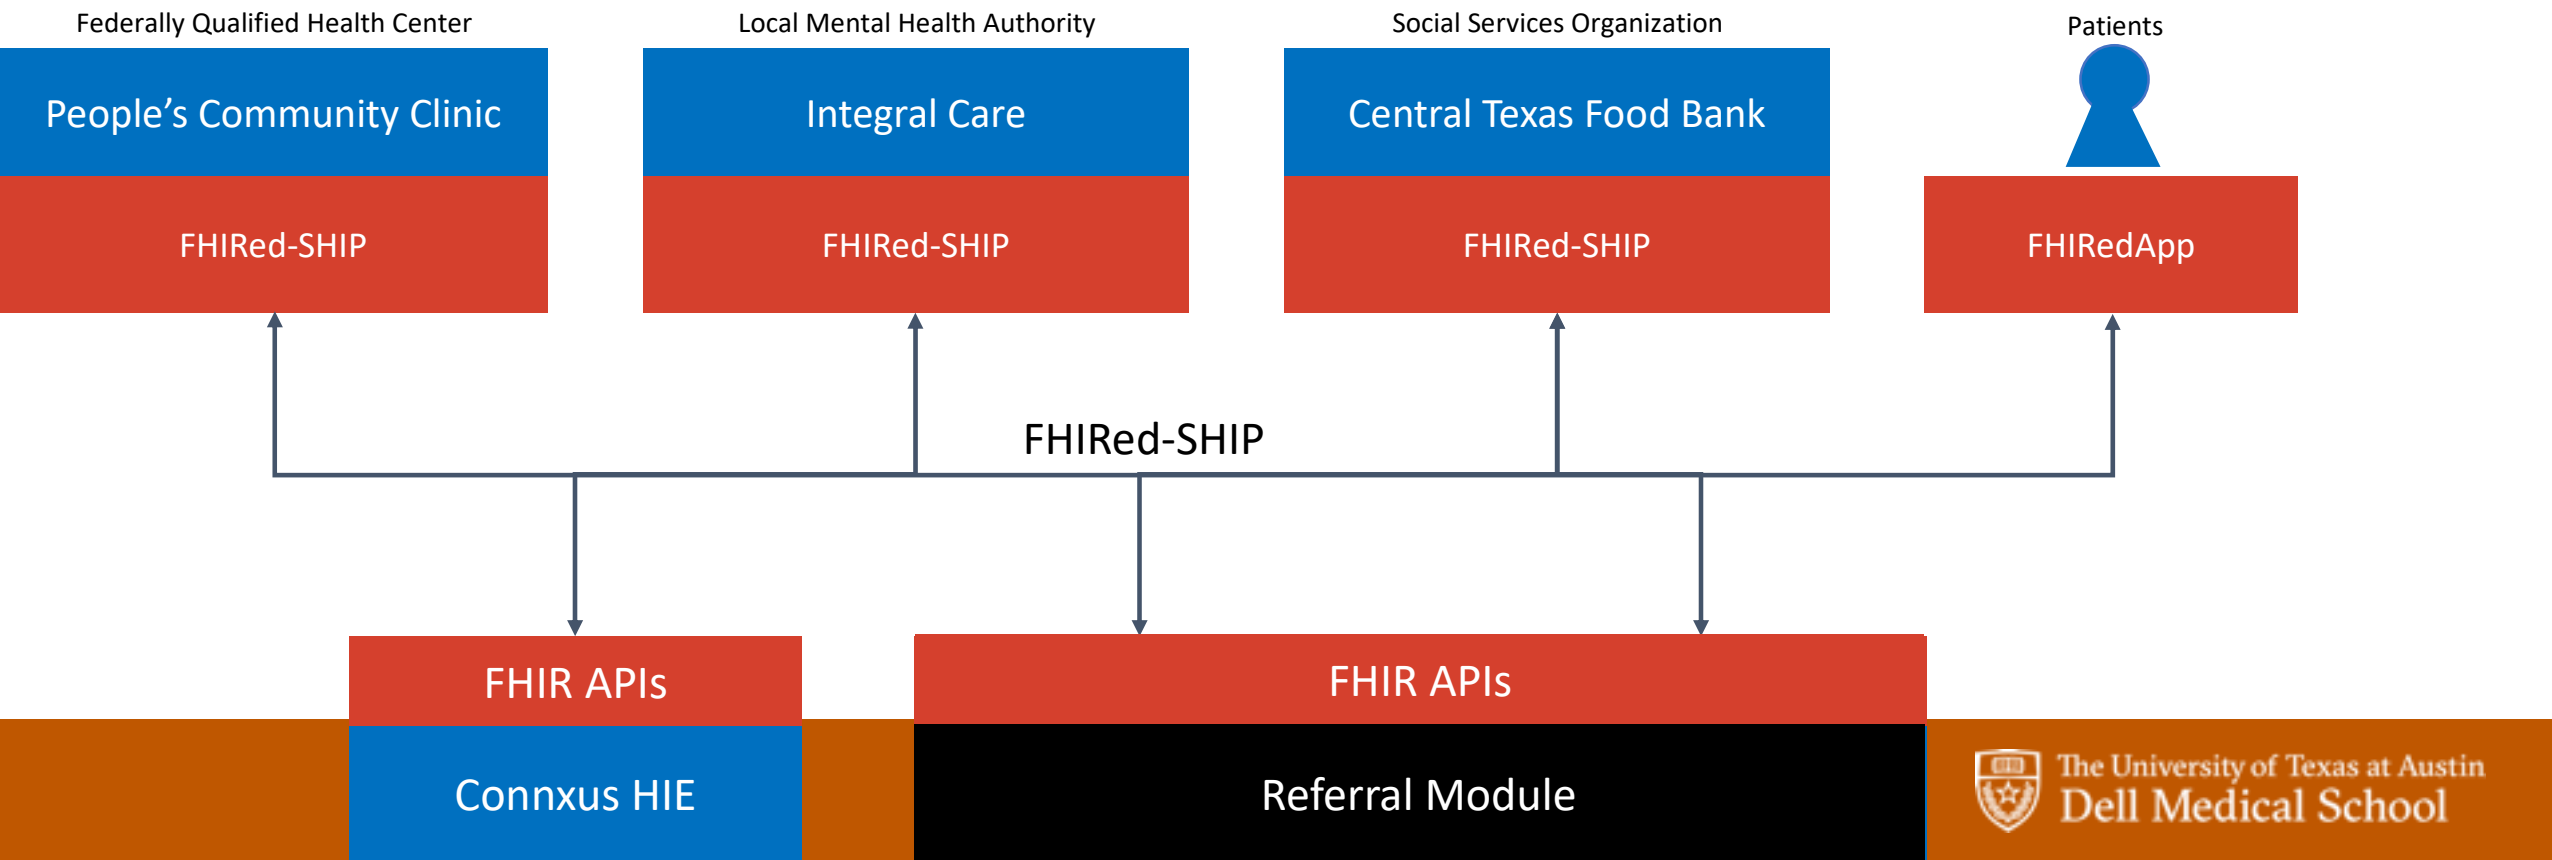 Federally Qualified Health Center
Local Mental Health Authority
Social Services Organization
Patients
People’s Community Clinic
Integral Care
Central Texas Food Bank
FHIRed-SHIP
FHIRed-SHIP
FHIRed-SHIP
FHIRedApp
FHIRed-SHIP
FHIR APIs
FHIR APIs
Connxus HIE
Referral Module
The University of Texas at Austin
Dell Medical School